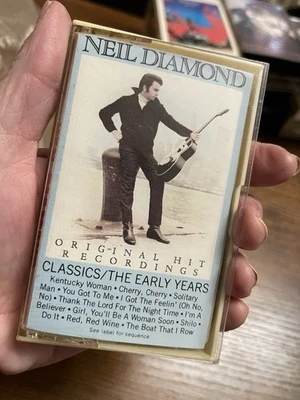 NEIL DIAMOND
ORIGINAL HIT
RECORDINGS
CLASSICS/THE EARLY YEARS
Kentucky Woman • Cherry, Cherry • Solitary
Man • You Got To Me • I Got The Feelin' (Oh No,
No) • Thank The Lord For The Night Time • I'm A
Believer • Girl, You'll Be A Woman Soon • Shilo •
Do It • Red, Red Wine • The Boat That I Row
See label for sequence